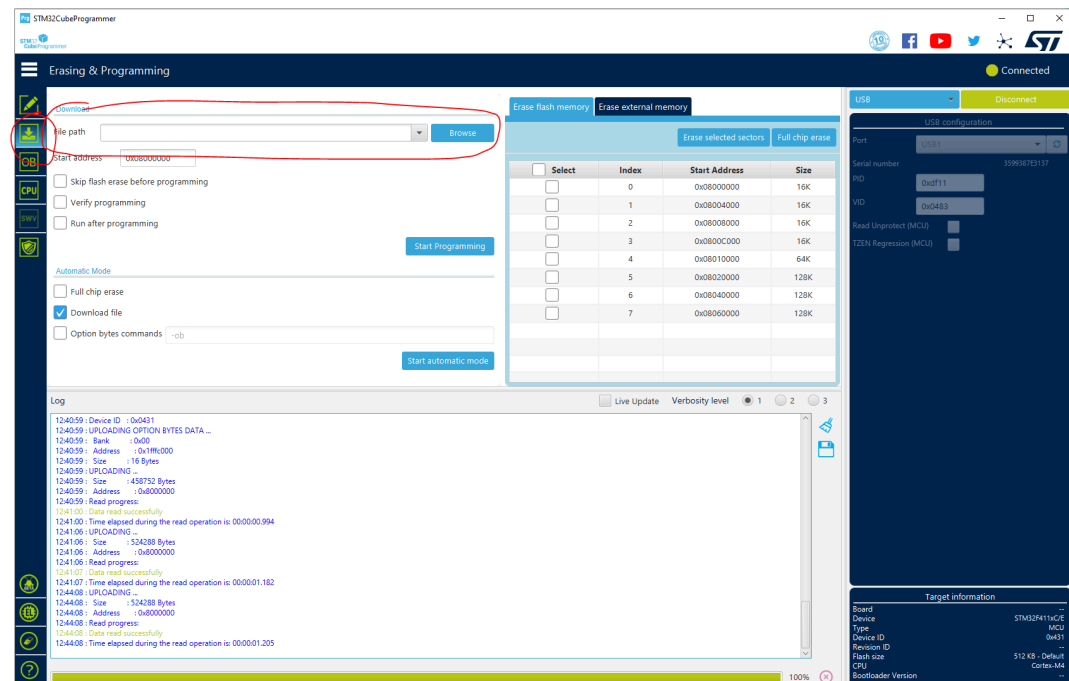 Prg STM32CubeProgrammer
STM32
CubeProgrammer
19
ST
Erasing & Programming
Connected
Download
File path
Browse
Start address 0x08000000
Skip flash erase before programming
Verify programming
Run after programming
Start Programming
Automatic Mode
Full chip erase
Download file
Option bytes commands -ob
Start automatic mode
OB
CPU
SWV
EL
?
Erase flash memory Erase external memory
Erase selected sectors Full chip erase
Select Index Start Address Size
0 0x08000000 16K
1 0x08004000 16K
2 0x08008000 16K
3 0x0800C000 16K
4 0x08010000 64K
5 0x08020000 128K
6 0x08040000 128K
7 0x08060000 128K
Log
Live Update Verbosity level 1 2 3
12:40:59 : Device ID : 0x0431
12:40:59 : UPLOADING OPTION BYTES DATA ...
12:40:59 : Bank : 0x00
12:40:59 : Address : 0x1fffc000
12:40:59 : Size : 16 Bytes
12:40:59 : UPLOADING ...
12:40:59 : Size : 458752 Bytes
12:40:59 : Address : 0x8000000
12:40:59 : Read progress:
12:41:00 : Data read successfully
12:41:00 : Time elapsed during the read operation is: 00:00:00.994
12:41:06 : UPLOADING ...
12:41:06 : Size : 524288 Bytes
12:41:06 : Address : 0x8000000
12:41:06 : Read progress:
12:41:07 : Data read successfully
12:41:07 : Time elapsed during the read operation is: 00:00:01.182
12:44:08 : UPLOADING ...
12:44:08 : Size : 524288 Bytes
12:44:08 : Address : 0x8000000
12:44:08 : Read progress:
12:44:08 : Data read successfully
12:44:08 : Time elapsed during the read operation is: 00:00:01.205
100%
USB Disconnect
USB configuration
Port USB1
Serial number 3599387E3137
PID 0xdf11
VID 0x0483
Read Unprotect (MCU)
TZEN Regression (MCU)
Target information
Board --
Device STM32F411xC/E
Type MCU
Device ID 0x431
Revision ID --
Flash size 512 KB - Default
CPU Cortex-M4
Bootloader Version --